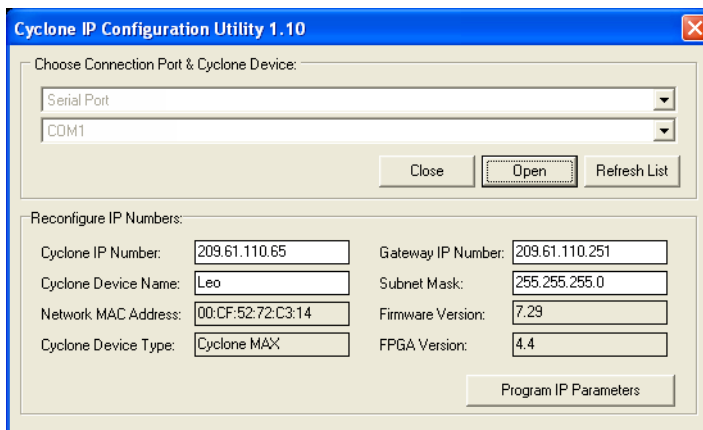 Cyclone IP Configuration Utility 1.10
Choose Connection Port & Cyclone Device:
Serial Port
COM1
Close Open Refresh List
Reconfigure IP Numbers:
Cyclone IP Number: 209.61.110.65 Gateway IP Number: 209.61.110.251
Cyclone Device Name: Leo Subnet Mask: 255.255.255.0
Network MAC Address: 00:CF:52:72:C3:14 Firmware Version: 7.29
Cyclone Device Type: Cyclone MAX FPGA Version: 4.4
Program IP Parameters